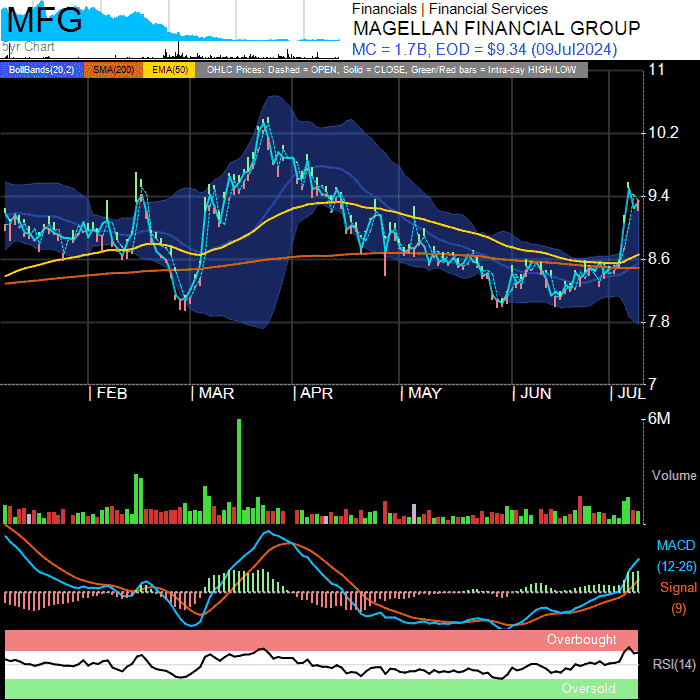 MFG
5yr Chart
Financials | Financial Services
MAGELLAN FINANCIAL GROUP
MC = 1.7B, EOD = $9.34 (09Jul2024)
BollBands(20,2) SMA(200) EMA(50) OHLC Prices: Dashed = OPEN, Solid = CLOSE, Green/Red bars = Intra-day HIGH/LOW
11
10.2
9.4
8.6
7.8
7
| FEB | MAR | APR | MAY | JUN | JUL
6M
Volume
MACD
(12-26)
Signal
(9)
Overbought
RSI(14)
Oversold